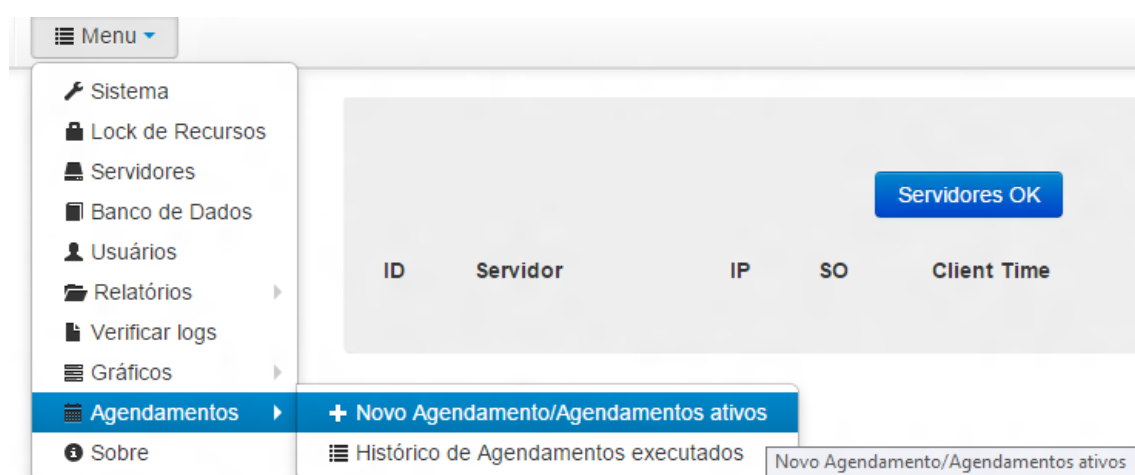 Menu
Sistema
Lock de Recursos
Servidores
Servidores OK
Banco de Dados
Usuários
ID Servidor IP SO Client Time
Relatórios
Verificar logs
Gráficos
Agendamentos
Novo Agendamento/Agendamentos ativos
Sobre
Histórico de Agendamentos executados
Novo Agendamento/Agendamentos ativos